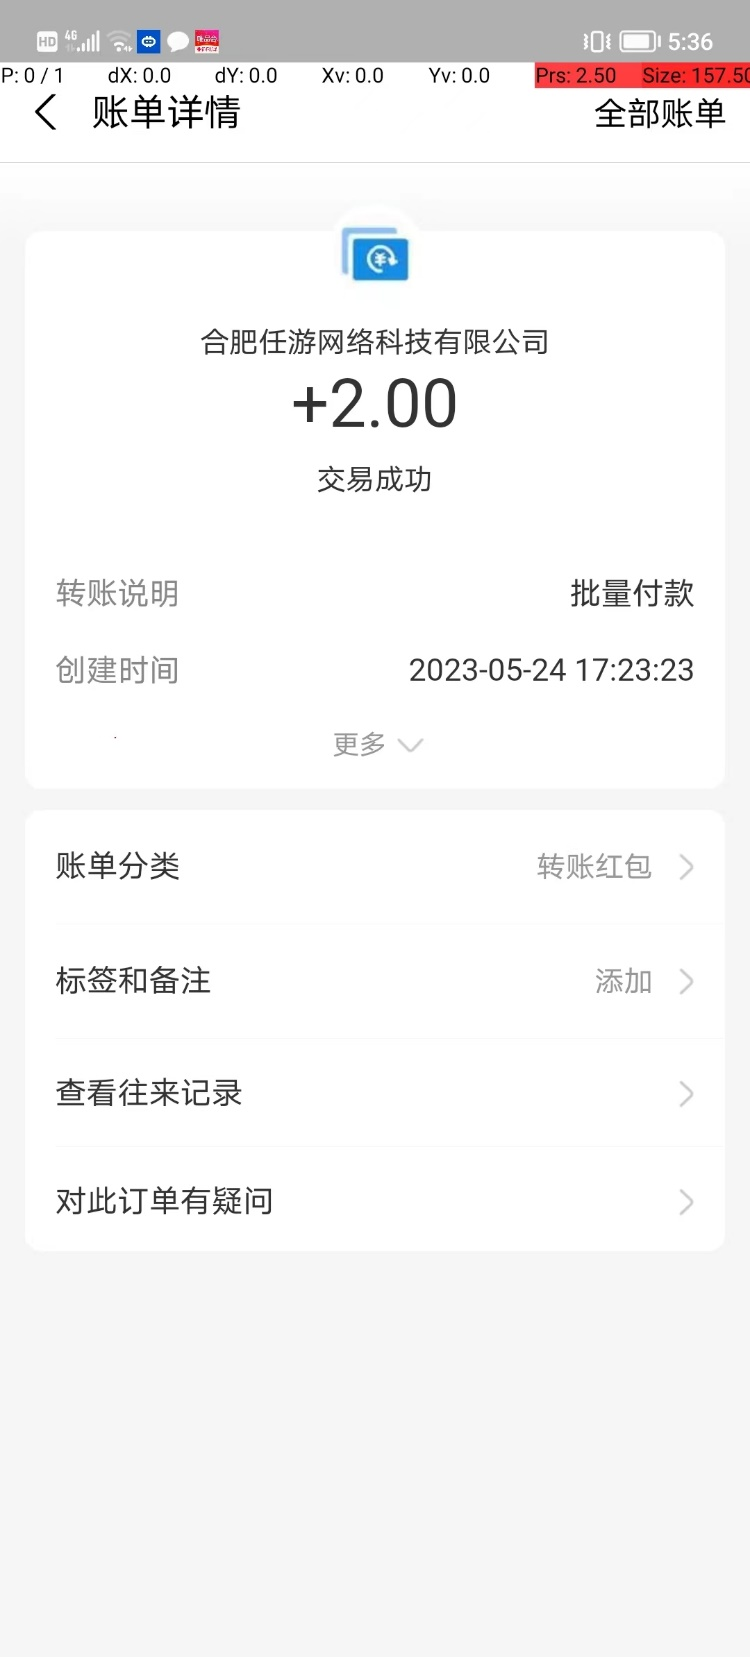 HD 4G 5:36
P: 0 / 1 dX: 0.0 dY: 0.0 Xv: 0.0 Yv: 0.0 Prs: 2.50 Size: 157.50
账单详情 全部账单
合肥任游网络科技有限公司
+2.00
交易成功
转账说明 批量付款
创建时间 2023-05-24 17:23:23
更多
账单分类 转账红包
标签和备注 添加
查看往来记录
对此订单有疑问